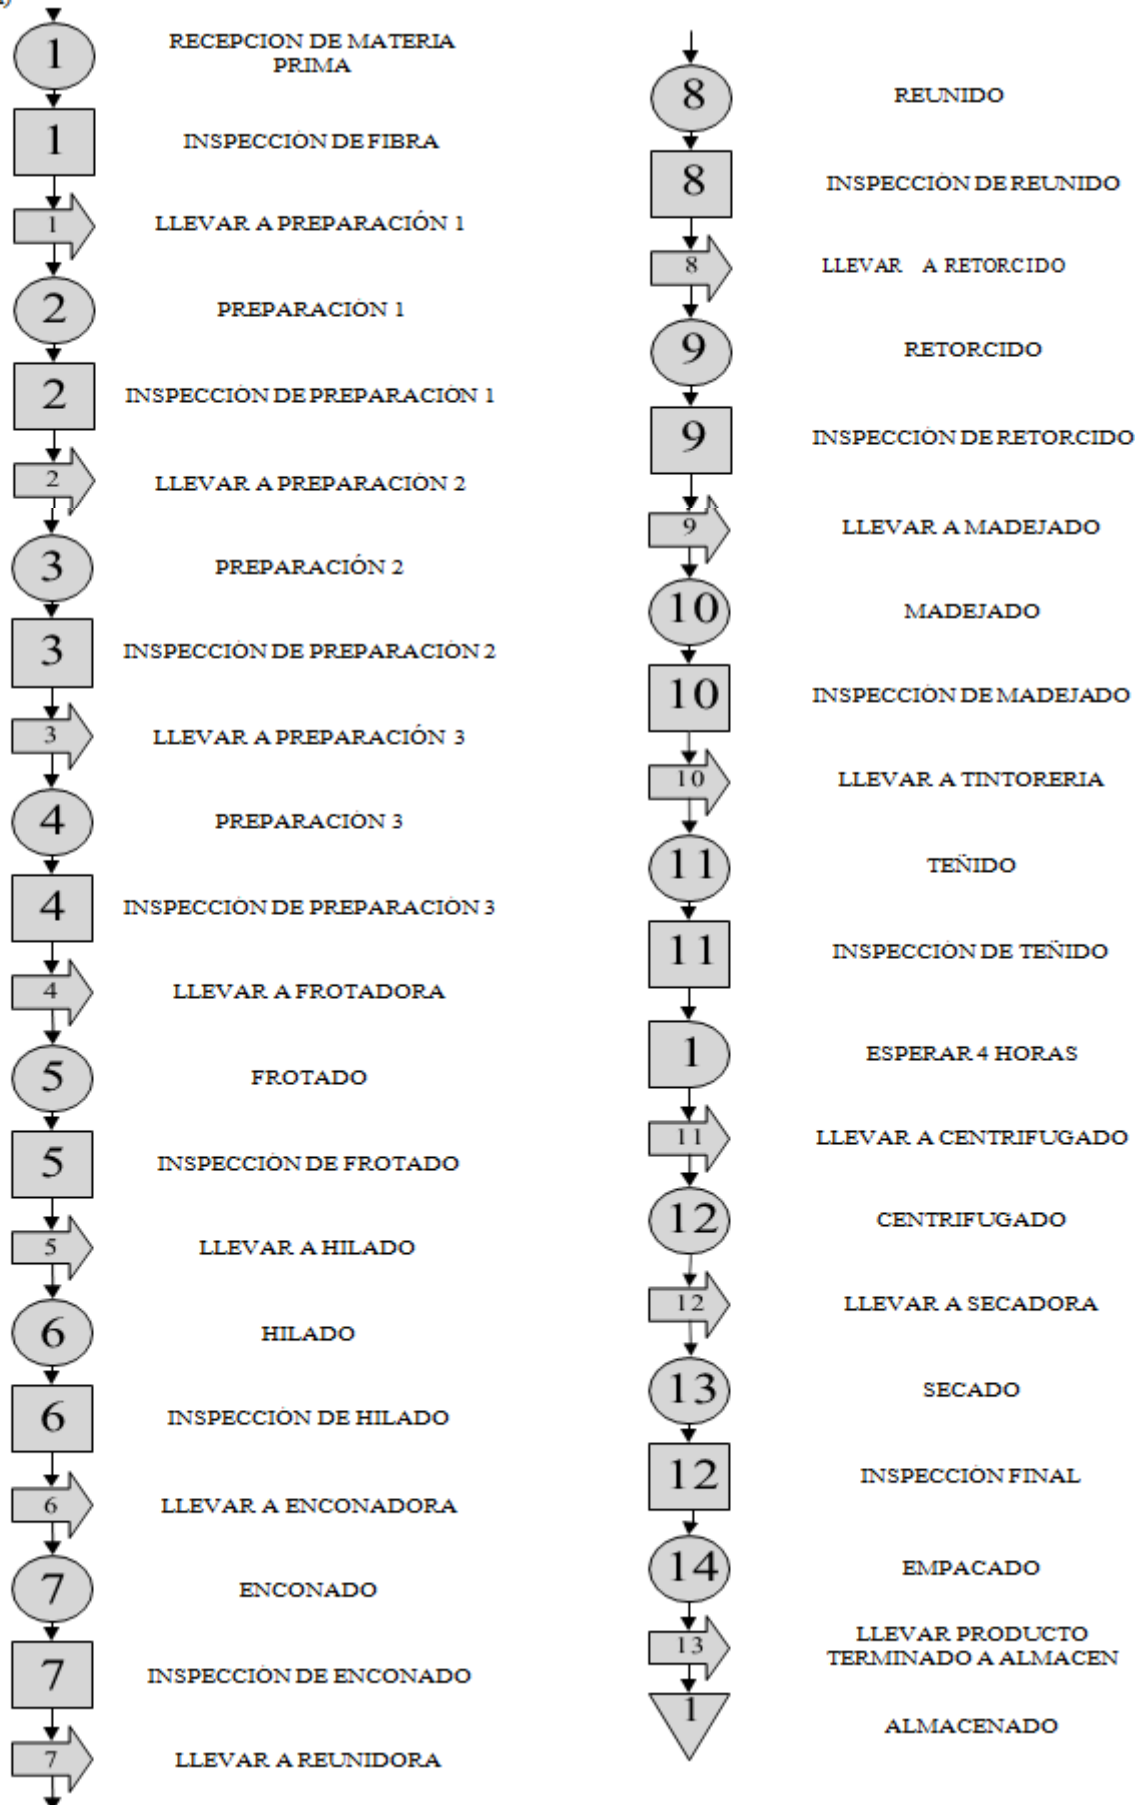 1
RECEPCION DE MATERIA
PRIMA
1
INSPECCIÓN DE FIBRA
1
LLEVAR A PREPARACIÓN 1
2
PREPARACIÓN 1
2
INSPECCIÓN DE PREPARACIÓN 1
2
LLEVAR A PREPARACIÓN 2
3
PREPARACIÓN 2
3
INSPECCIÓN DE PREPARACIÓN 2
3
LLEVAR A PREPARACIÓN 3
4
PREPARACIÓN 3
4
INSPECCIÓN DE PREPARACIÓN 3
4
LLEVAR A FROTADORA
5
FROTADO
5
INSPECCIÓN DE FROTADO
5
LLEVAR A HILADO
6
HILADO
6
INSPECCIÓN DE HILADO
6
LLEVAR A ENCONADORA
7
ENCONADO
7
INSPECCIÓN DE ENCONADO
7
LLEVAR A REUNIDORA
8
REUNIDO
8
INSPECCIÓN DE REUNIDO
8
LLEVAR A RETORCIDO
9
RETORCIDO
9
INSPECCIÓN DE RETORCIDO
9
LLEVAR A MADEJADO
10
MADEJADO
10
INSPECCIÓN DE MADEJADO
10
LLEVAR A TINTORERIA
11
TEÑIDO
11
INSPECCIÓN DE TEÑIDO
1
ESPERAR 4 HORAS
11
LLEVAR A CENTRIFUGADO
12
CENTRIFUGADO
12
LLEVAR A SECADORA
13
SECADO
12
INSPECCIÓN FINAL
14
EMPACADO
13
LLEVAR PRODUCTO
TERMINADO A ALMACEN
1
ALMACENADO